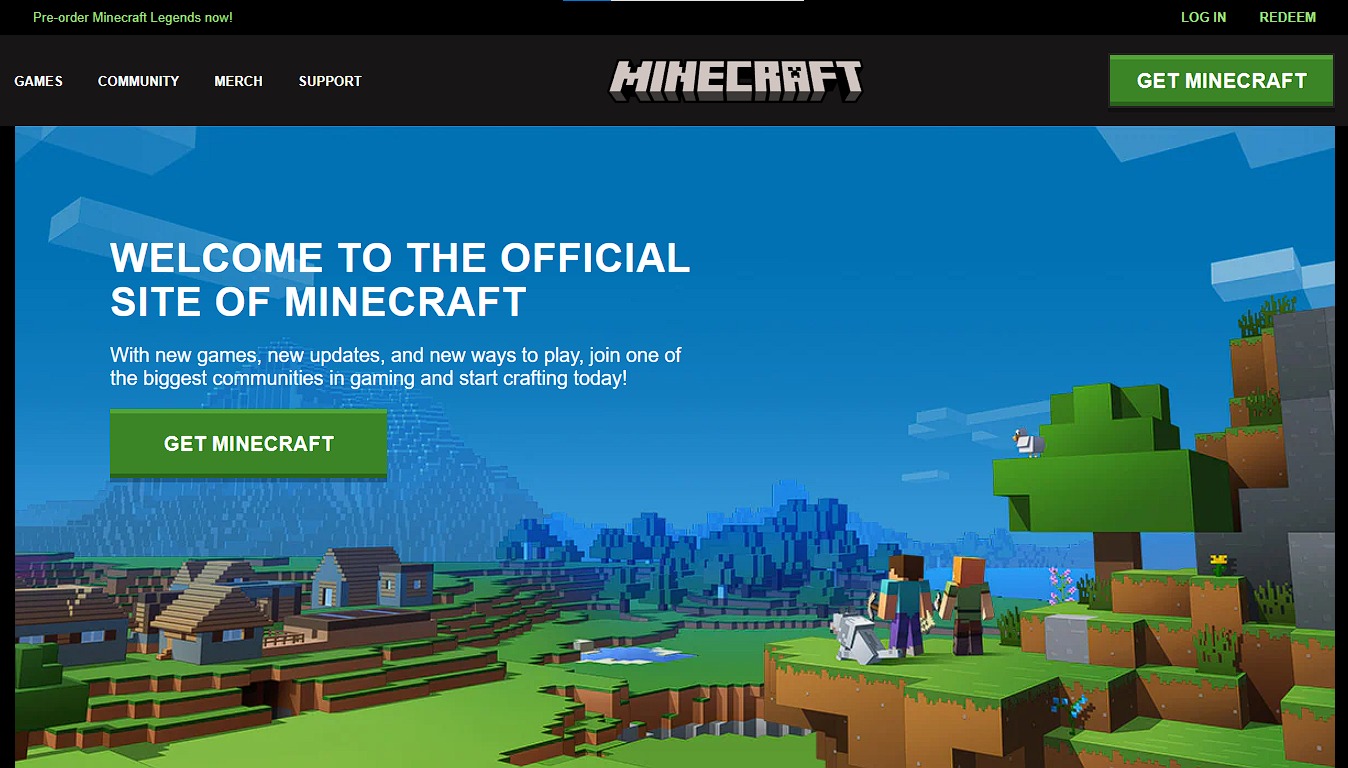 Pre-order Minecraft Legends now!
LOG IN
REDEEM
GAMES
COMMUNITY
MERCH
SUPPORT
MINECRAFT
GET MINECRAFT
WELCOME TO THE OFFICIAL
SITE OF MINECRAFT
With new games, new updates, and new ways to play, join one of
the biggest communities in gaming and start crafting today!
GET MINECRAFT